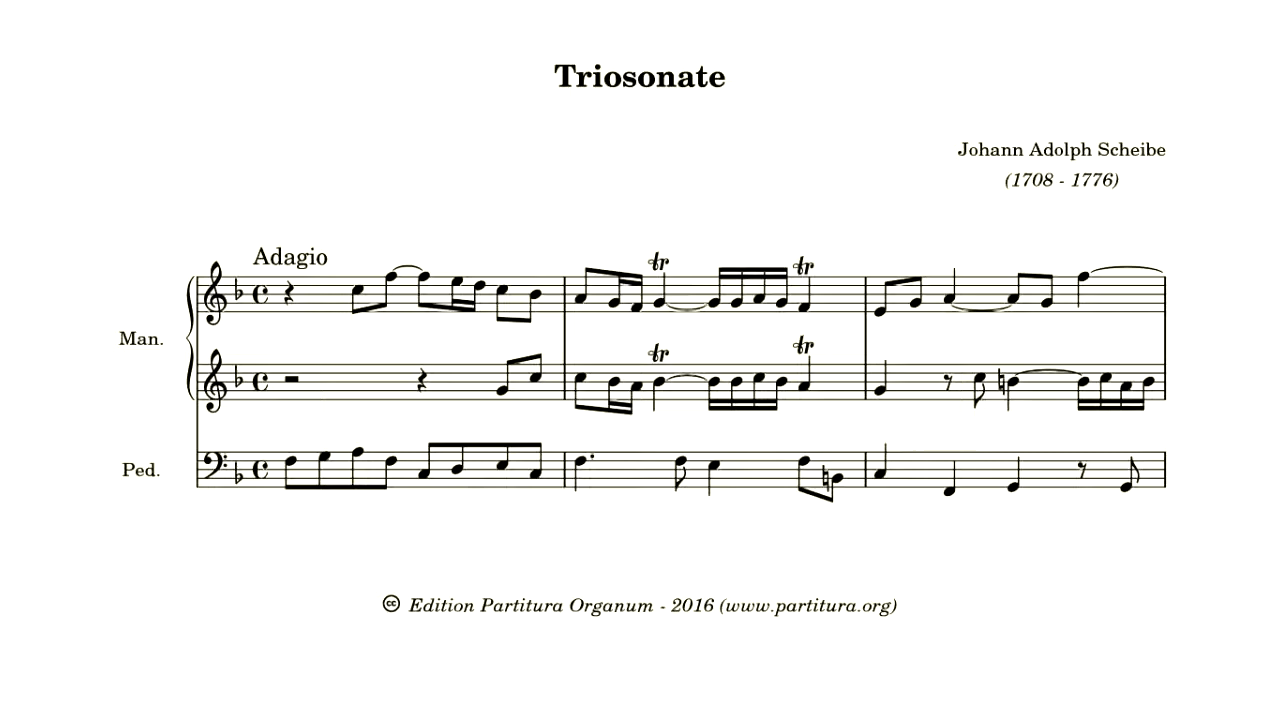 Triosonate
Johann Adolph Scheibe
(1708 - 1776)
Adagio
tr tr
Man.
tr tr
Ped.
cc Edition Partitura Organum - 2016 (www.partitura.org)